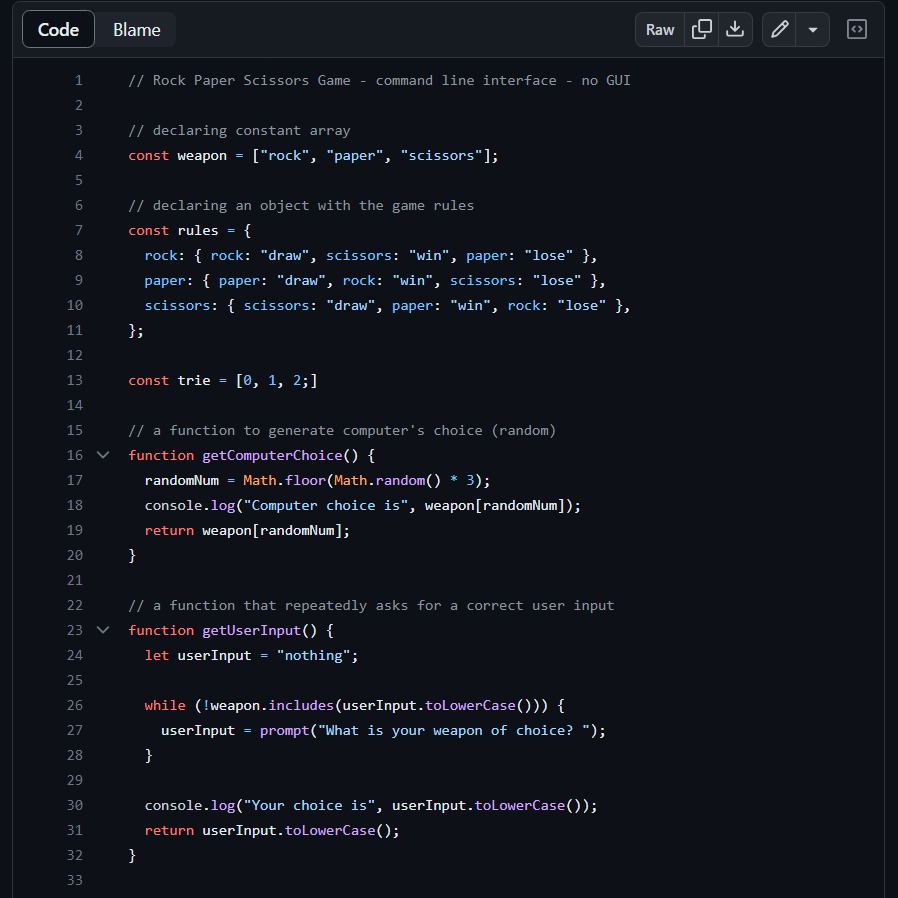 Code Blame Raw
1 // Rock Paper Scissors Game - command line interface - no GUI
2
3 // declaring constant array
4 const weapon = ["rock", "paper", "scissors"];
5
6 // declaring an object with the game rules
7 const rules = {
8   rock: { rock: "draw", scissors: "win", paper: "lose" },
9   paper: { paper: "draw", rock: "win", scissors: "lose" },
10   scissors: { scissors: "draw", paper: "win", rock: "lose" },
11 };
12
13 const trie = [0, 1, 2;]
14
15 // a function to generate computer's choice (random)
16 function getComputerChoice() {
17   randomNum = Math.floor(Math.random() * 3);
18   console.log("Computer choice is", weapon[randomNum]);
19   return weapon[randomNum];
20 }
21
22 // a function that repeatedly asks for a correct user input
23 function getUserInput() {
24   let userInput = "nothing";
25
26   while (!weapon.includes(userInput.toLowerCase())) {
27     userInput = prompt("What is your weapon of choice? ");
28   }
29
30   console.log("Your choice is", userInput.toLowerCase());
31   return userInput.toLowerCase();
32 }
33